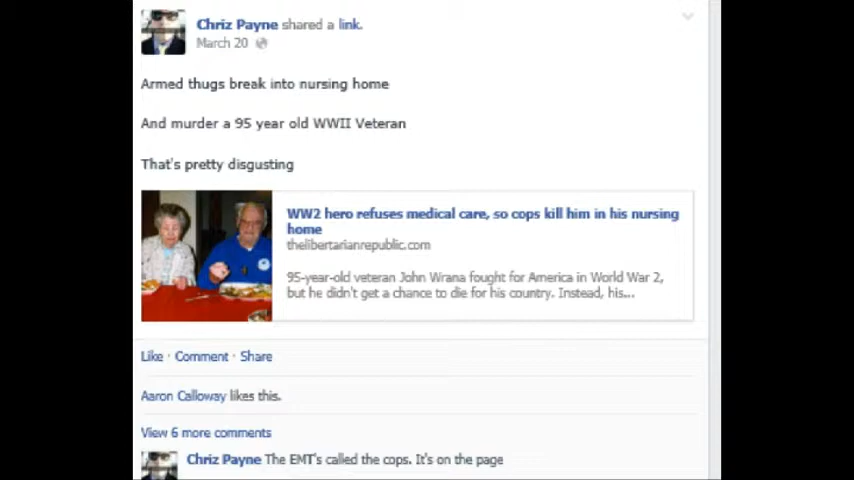 Chriz Payne shared a link.
March 20
Armed thugs break into nursing home
And murder a 95 year old WWII Veteran
That's pretty disgusting
WW2 hero refuses medical care, so cops kill him in his nursing
home
thelibertarianrepublic.com
95-year-old veteran John Wrana fought for America in World War 2,
but he didn't get a chance to die for his country. Instead, his...
Like · Comment · Share
Aaron Calloway likes this.
View 6 more comments
Chriz Payne The EMT's called the cops. It's on the page